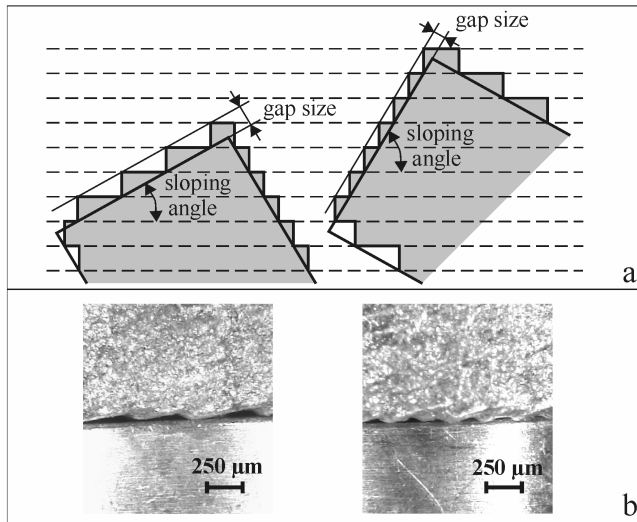 gap size
gap size
sloping
angle
sloping
angle
a
250 µm
250 µm
b